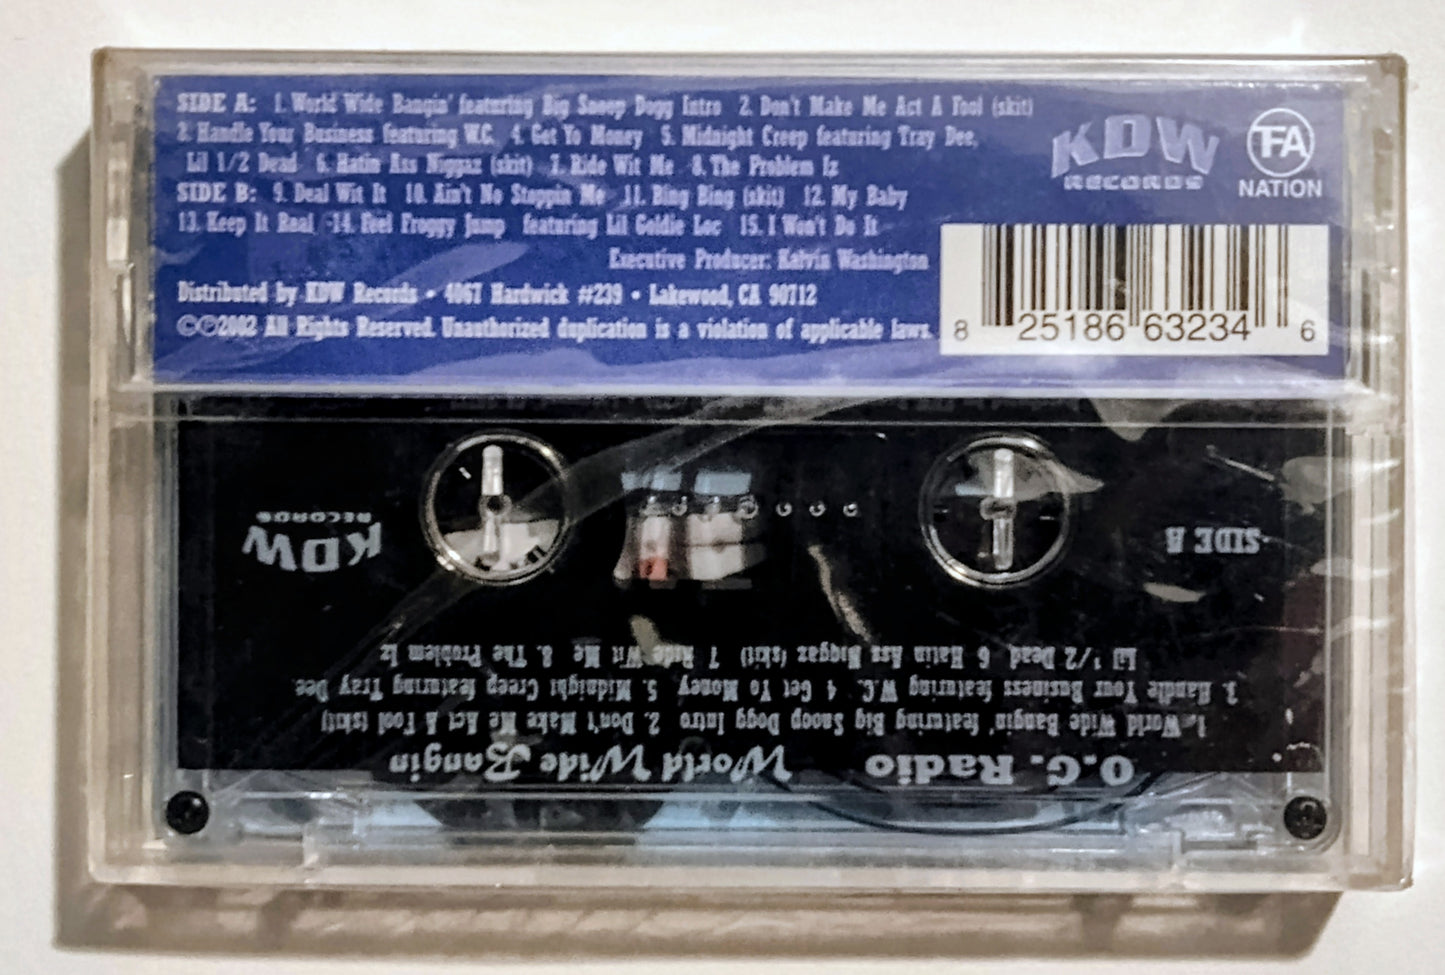 SIDE A: 1. World Wide Bangin' featuring Big Snoop Dogg Intro 2. Don't Make Me Act A Fool (skit)
3. Handle Your Business featuring W.C. 4. Get Yo Money 5. Midnight Creep featuring Tray Dee,
Lil 1/2 Dead 6. Hatin Ass Niggaz (skit) 7. Ride Wit Me 8. The Problem Iz
SIDE B: 9. Deal Wit It 10. Ain't No Stoppin Me 11. Bing Bing (skit) 12. My Baby
13. Keep It Real 14. Feel Froggy Jump featuring Lil Goldie Loc 15. I Won't Do It
Executive Producer: Kalvin Washington
Distributed by KDW Records • 4067 Hardwick #239 • Lakewood, CA 90712
©℗2002 All Rights Reserved. Unauthorized duplication is a violation of applicable laws.
KDW
RECORDS
TFA
NATION
8 25186 63234 6
O.G. Radio World Wide Bangin
1. World Wide Bangin' featuring Big Snoop Dogg Intro 2. Don't Make Me Act A Fool (skit)
3. Handle Your Business featuring W.C. 4 Get Yo Money 5. Midnight Creep featuring Tray Dee,
Lil 1/2 Dead 6 Hatin Ass Niggaz (skit) 7 Ride Wit Me 8. The Problem Iz
SIDE A
KDW
RECORDS